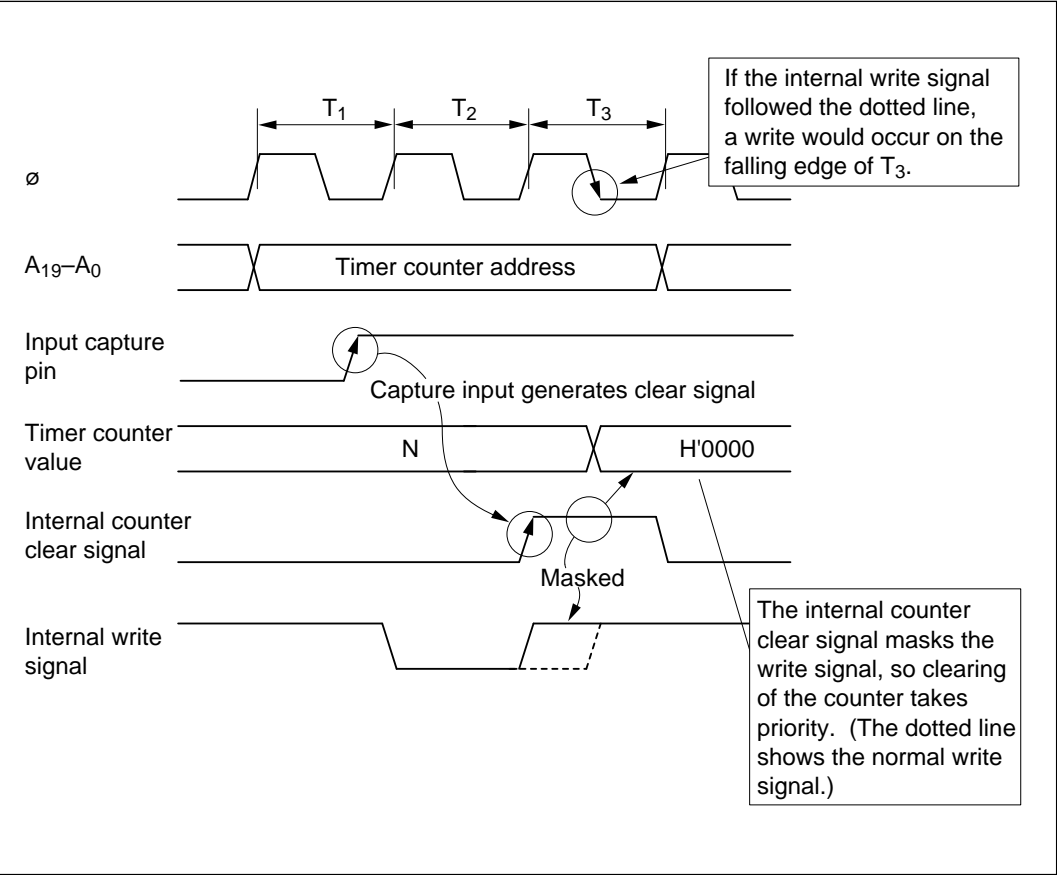 If the internal write signal
followed the dotted line,
a write would occur on the
falling edge of T3.
T1 T2 T3
ø
A19–A0
Timer counter address
Input capture
pin
Capture input generates clear signal
Timer counter
value
N
H'0000
Internal counter
clear signal
Masked
Internal write
signal
The internal counter
clear signal masks the
write signal, so clearing
of the counter takes
priority. (The dotted line
shows the normal write
signal.)